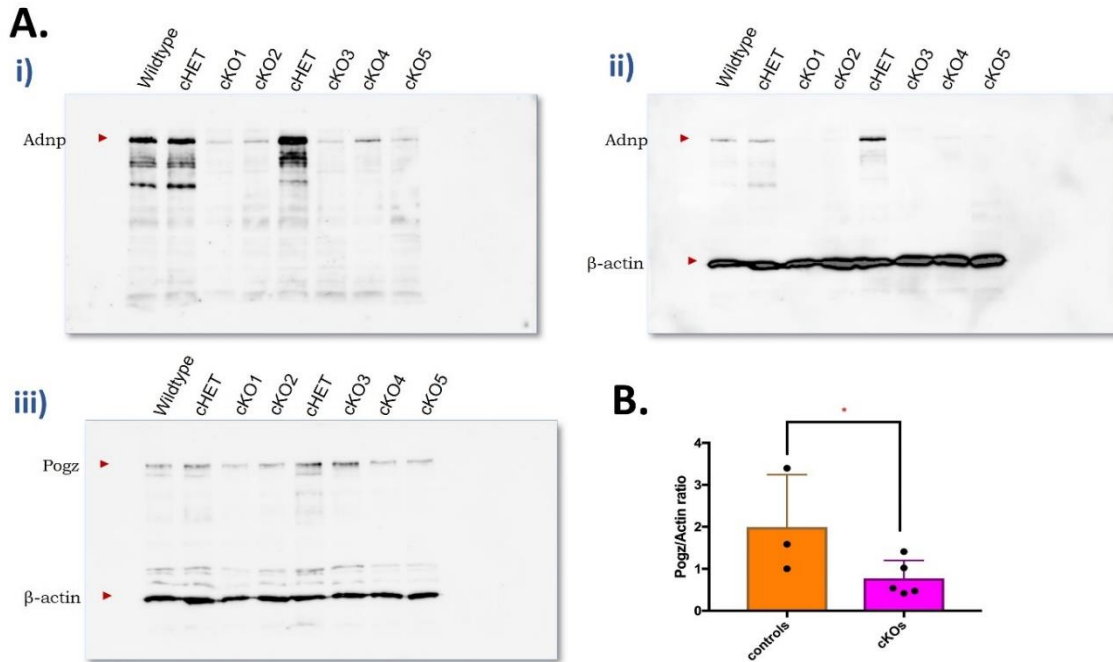 A.
i)
Wildtype cHET cKO1 cKO2 cHET cKO3 cKO4 cKO5
Adnp
ii)
Wildtype cHET cKO1 cKO2 cHET cKO3 cKO4 cKO5
Adnp
β-actin
iii)
Wildtype cHET cKO1 cKO2 cHET cKO3 cKO4 cKO5
Pogz
β-actin
B.
*
Pogz/Actin ratio
4
3
2
1
0
controls cKOs